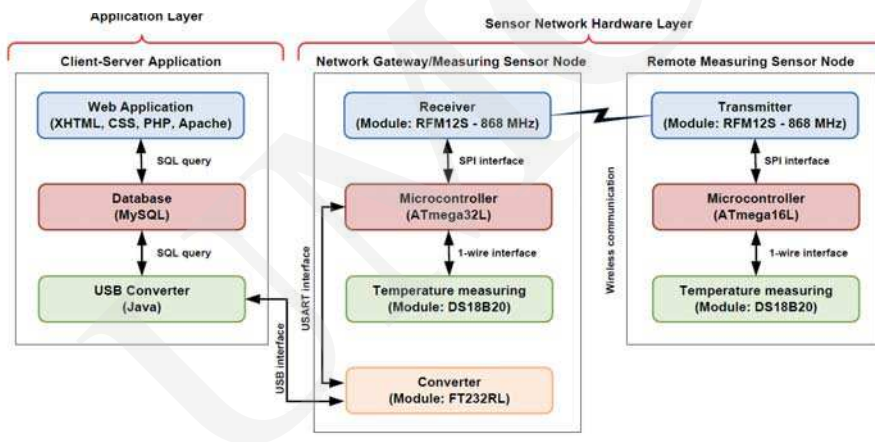 Application Layer
Sensor Network Hardware Layer
Client-Server Application
Network Gateway/Measuring Sensor Node
Remote Measuring Sensor Node
Web Application
(XHTML, CSS, PHP, Apache)
SQL query
Database
(MySQL)
SQL query
USB Converter
(Java)
USB interface
Receiver
(Module: RFM12S - 868 MHz)
SPI interface
Microcontroller
(ATmega32L)
1-wire interface
USART interface
Temperature measuring
(Module: DS18B20)
Converter
(Module: FT232RL)
Wireless communication
Transmitter
(Module: RFM12S - 868 MHz)
SPI interface
Microcontroller
(ATmega16L)
1-wire interface
Temperature measuring
(Module: DS18B20)